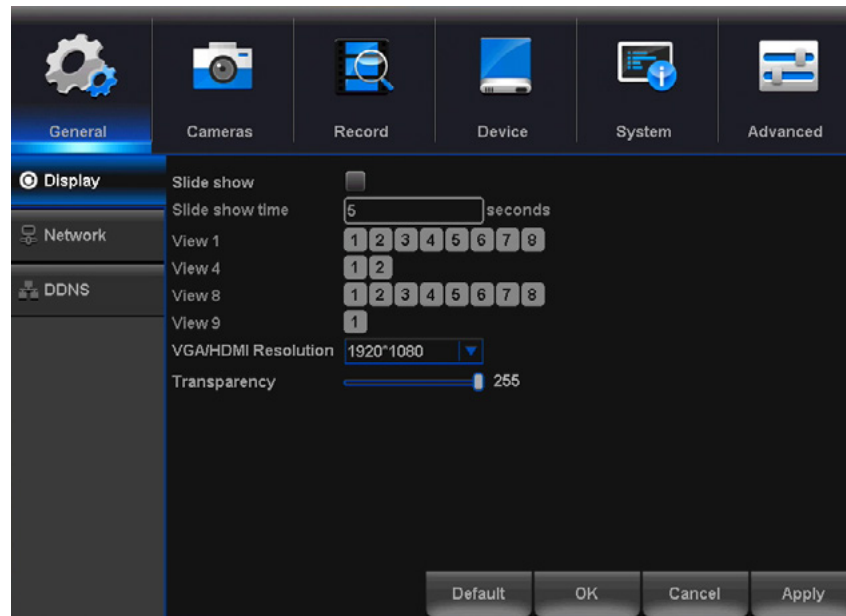 General Cameras Record Device System Advanced
Display
Network
DDNS
Slide show
Slide show time 5 seconds
View 1 1 2 3 4 5 6 7 8
View 4 1 2
View 8 1 2 3 4 5 6 7 8
View 9 1
VGA/HDMI Resolution 1920*1080
Transparency 255
Default OK Cancel Apply